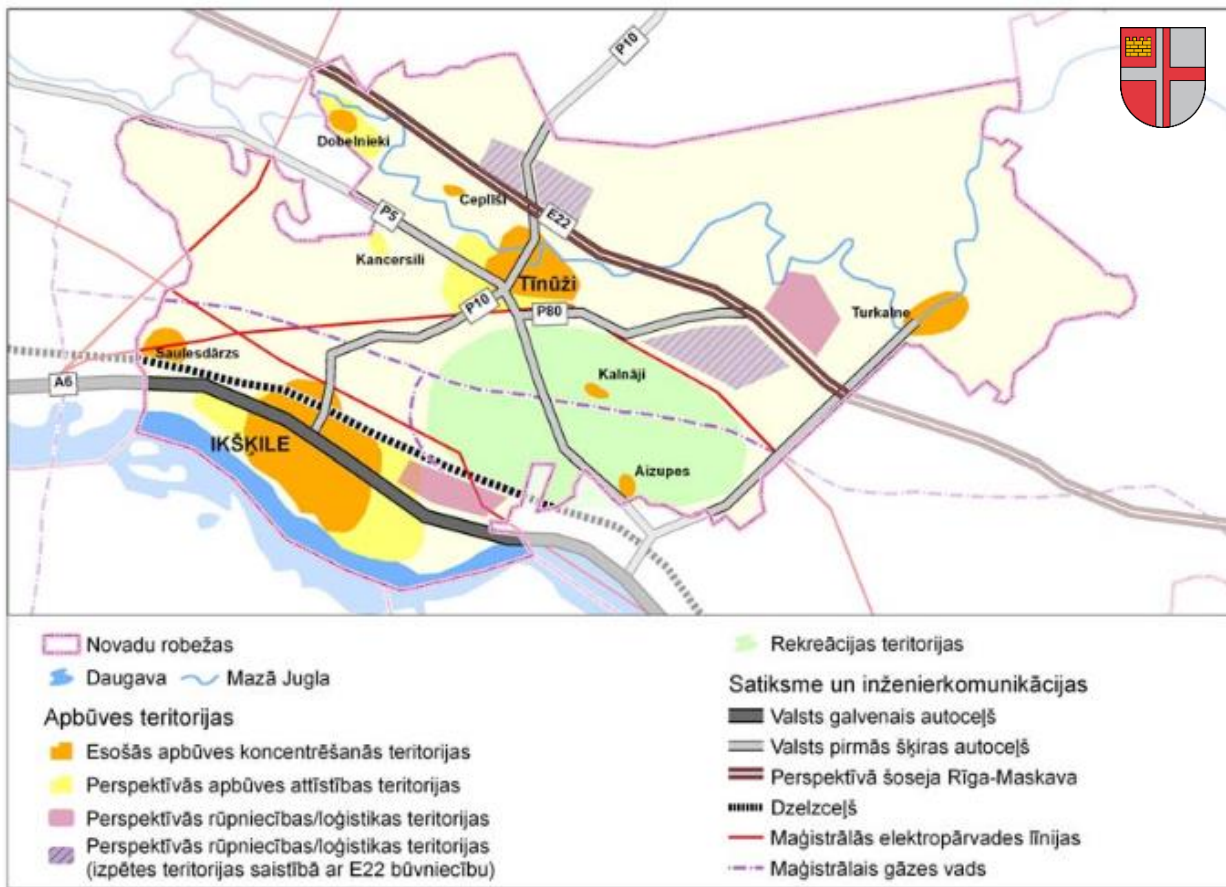 P10
Dobelnieki
Ceplīši
E22
P5
Kancersili
Tīnūži
P10
P80
Turkalne
Saulesdārzs
A6
Kalnāji
IKŠĶILE
Aizupes
Novadu robežas
Daugava Mazā Jugla
Apbūves teritorijas
Esošās apbūves koncentrēšanās teritorijas
Perspektīvās apbūves attīstības teritorijas
Perspektīvās rūpniecības/loģistikas teritorijas
Perspektīvās rūpniecības/loģistikas teritorijas
(izpētes teritorijas saistībā ar E22 būvniecību)
Rekreācijas teritorijas
Satiksme un inženierkomunikācijas
Valsts galvenais autoceļš
Valsts pirmās šķiras autoceļš
Perspektīvā šoseja Rīga-Maskava
Dzelzceļš
Maģistrālās elektropārvades līnijas
Maģistrālais gāzes vads